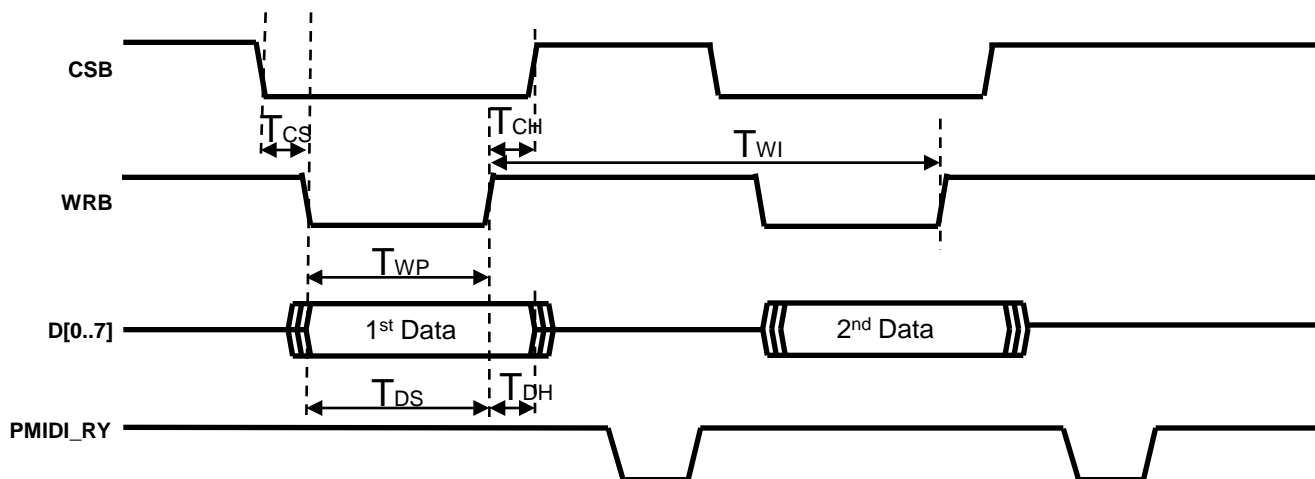 CSB
TCS
TCH
TWI
WRB
TWP
D[0..7]
1st Data
2nd Data
TDS
TDH
PMIDI_RY